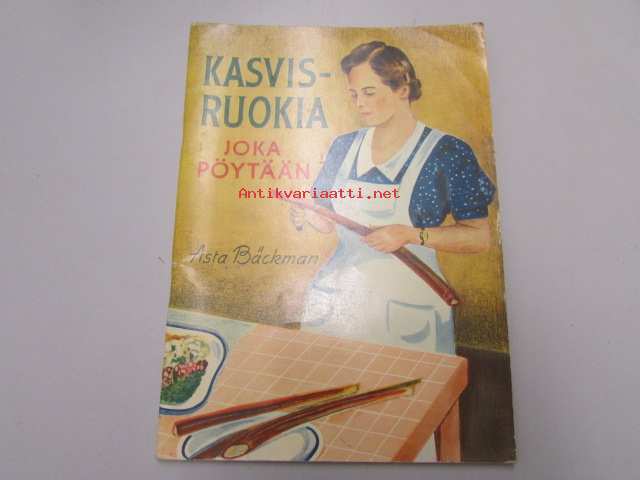 KASVIS-
RUOKIA
JOKA
PÖYTÄÄN
Antikvariaatti.net
Asta Bäckman